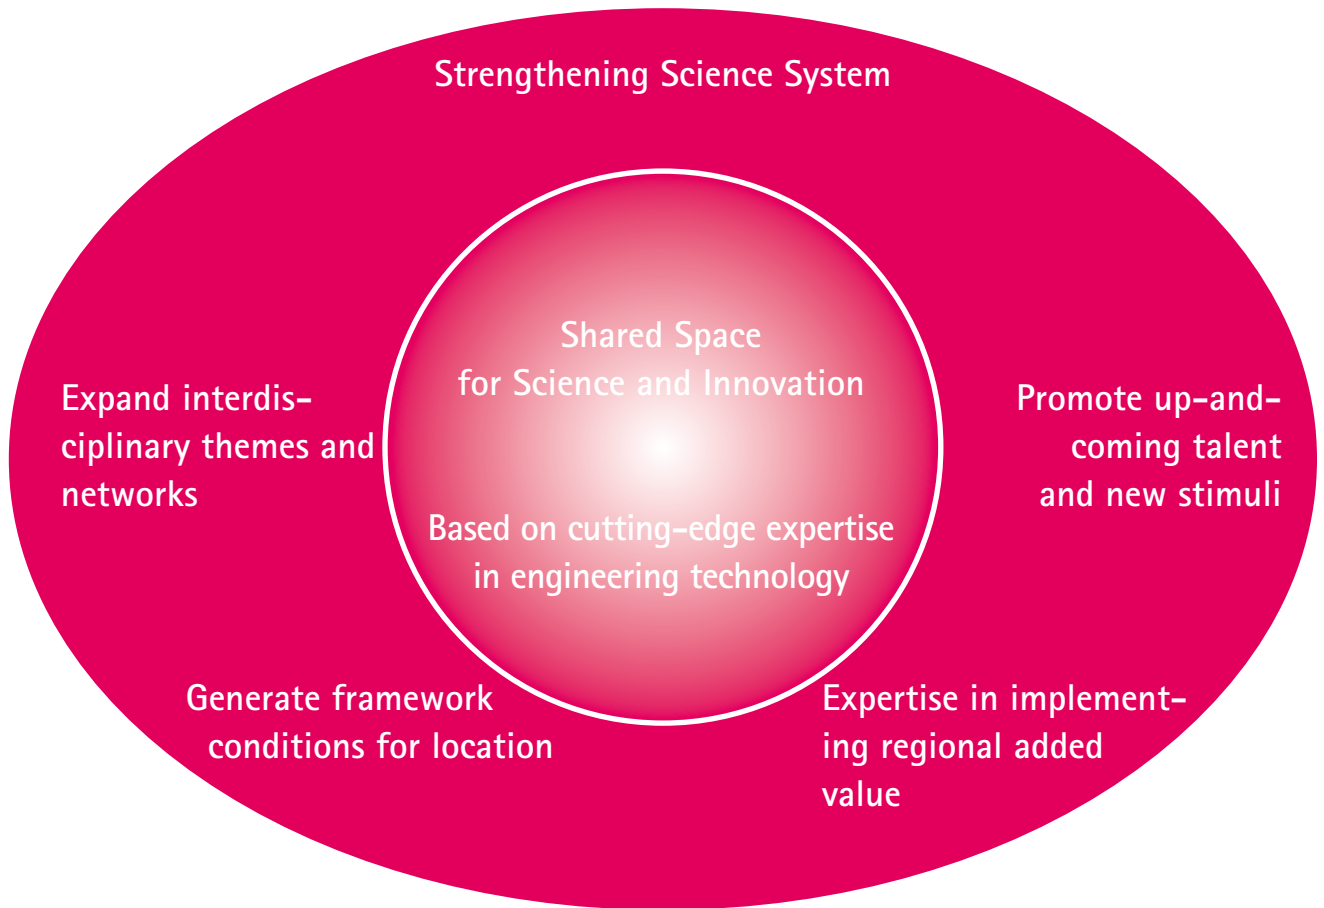 Strengthening Science System
Shared Space
for Science and Innovation
Based on cutting-edge expertise
in engineering technology
Expand interdis-
ciplinary themes and
networks
Promote up-and-
coming talent
and new stimuli
Generate framework
conditions for location
Expertise in implement-
ing regional added
value